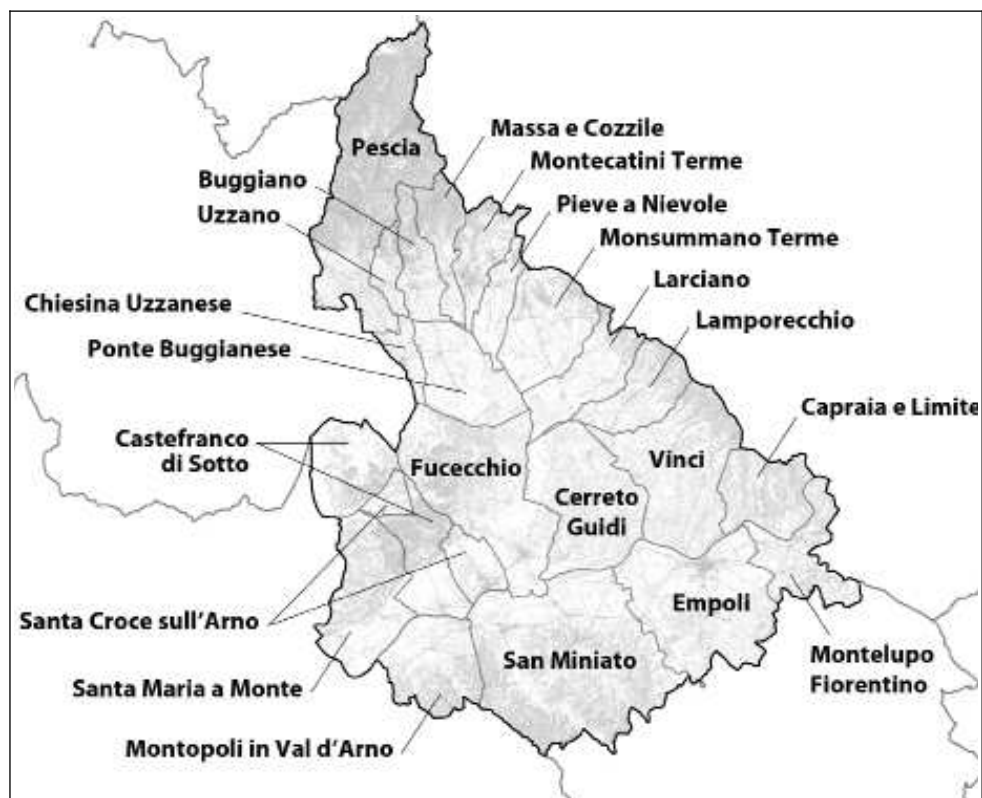 Massa e Cozzile
Pescia
Montecatini Terme
Buggiano
Pieve a Nievole
Uzzano
Monsummano Terme
Larciano
Chiesina Uzzanese
Lamporecchio
Ponte Buggianese
Capraia e Limite
Castefranco
di Sotto
Fucecchio
Vinci
Cerreto
Guidi
Empoli
Santa Croce sull'Arno
San Miniato
Montelupo
Fiorentino
Santa Maria a Monte
Montopoli in Val d'Arno